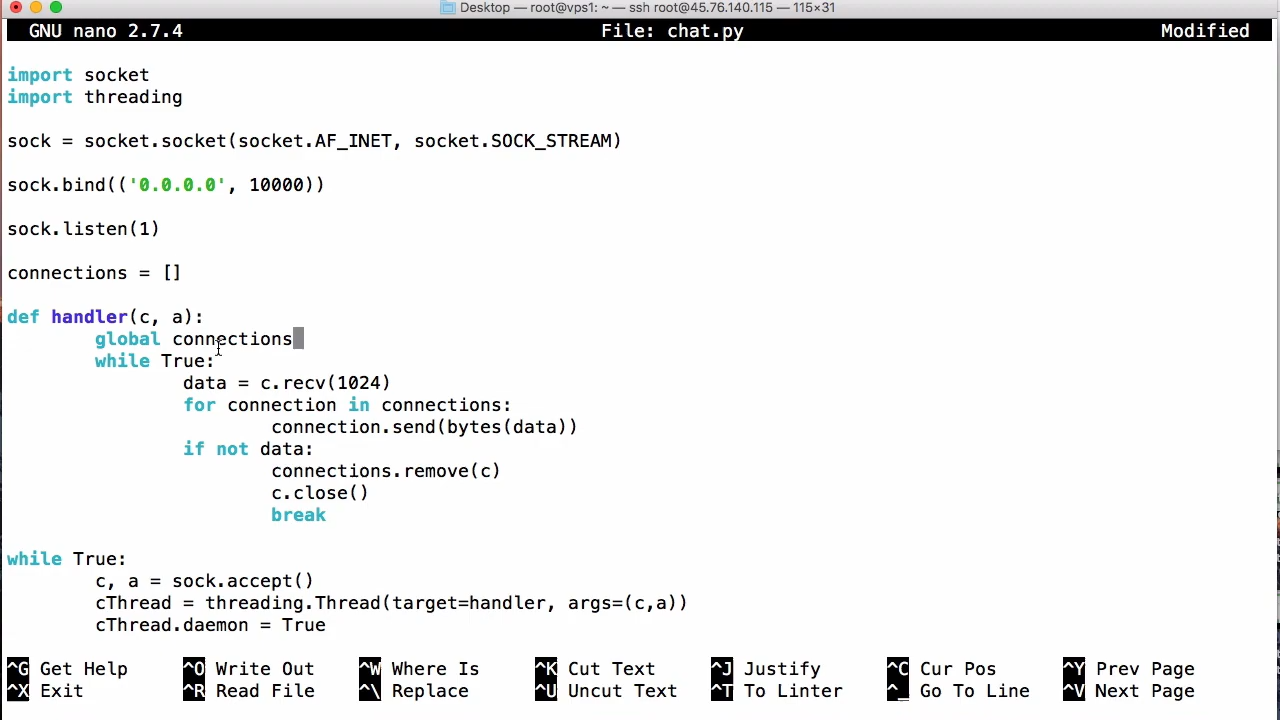 Desktop — root@vps1: ~ — ssh root@45.76.140.115 — 115×31
GNU nano 2.7.4 File: chat.py Modified
import socket
import threading
sock = socket.socket(socket.AF_INET, socket.SOCK_STREAM)
sock.bind(('0.0.0.0', 10000))
sock.listen(1)
connections = []
def handler(c, a):
global connections
while True:
data = c.recv(1024)
for connection in connections:
connection.send(bytes(data))
if not data:
connections.remove(c)
c.close()
break
while True:
c, a = sock.accept()
cThread = threading.Thread(target=handler, args=(c,a))
cThread.daemon = True
^G Get Help ^O Write Out ^W Where Is ^K Cut Text ^J Justify ^C Cur Pos ^Y Prev Page
^X Exit ^R Read File ^\ Replace ^U Uncut Text ^T To Linter ^_ Go To Line ^V Next Page